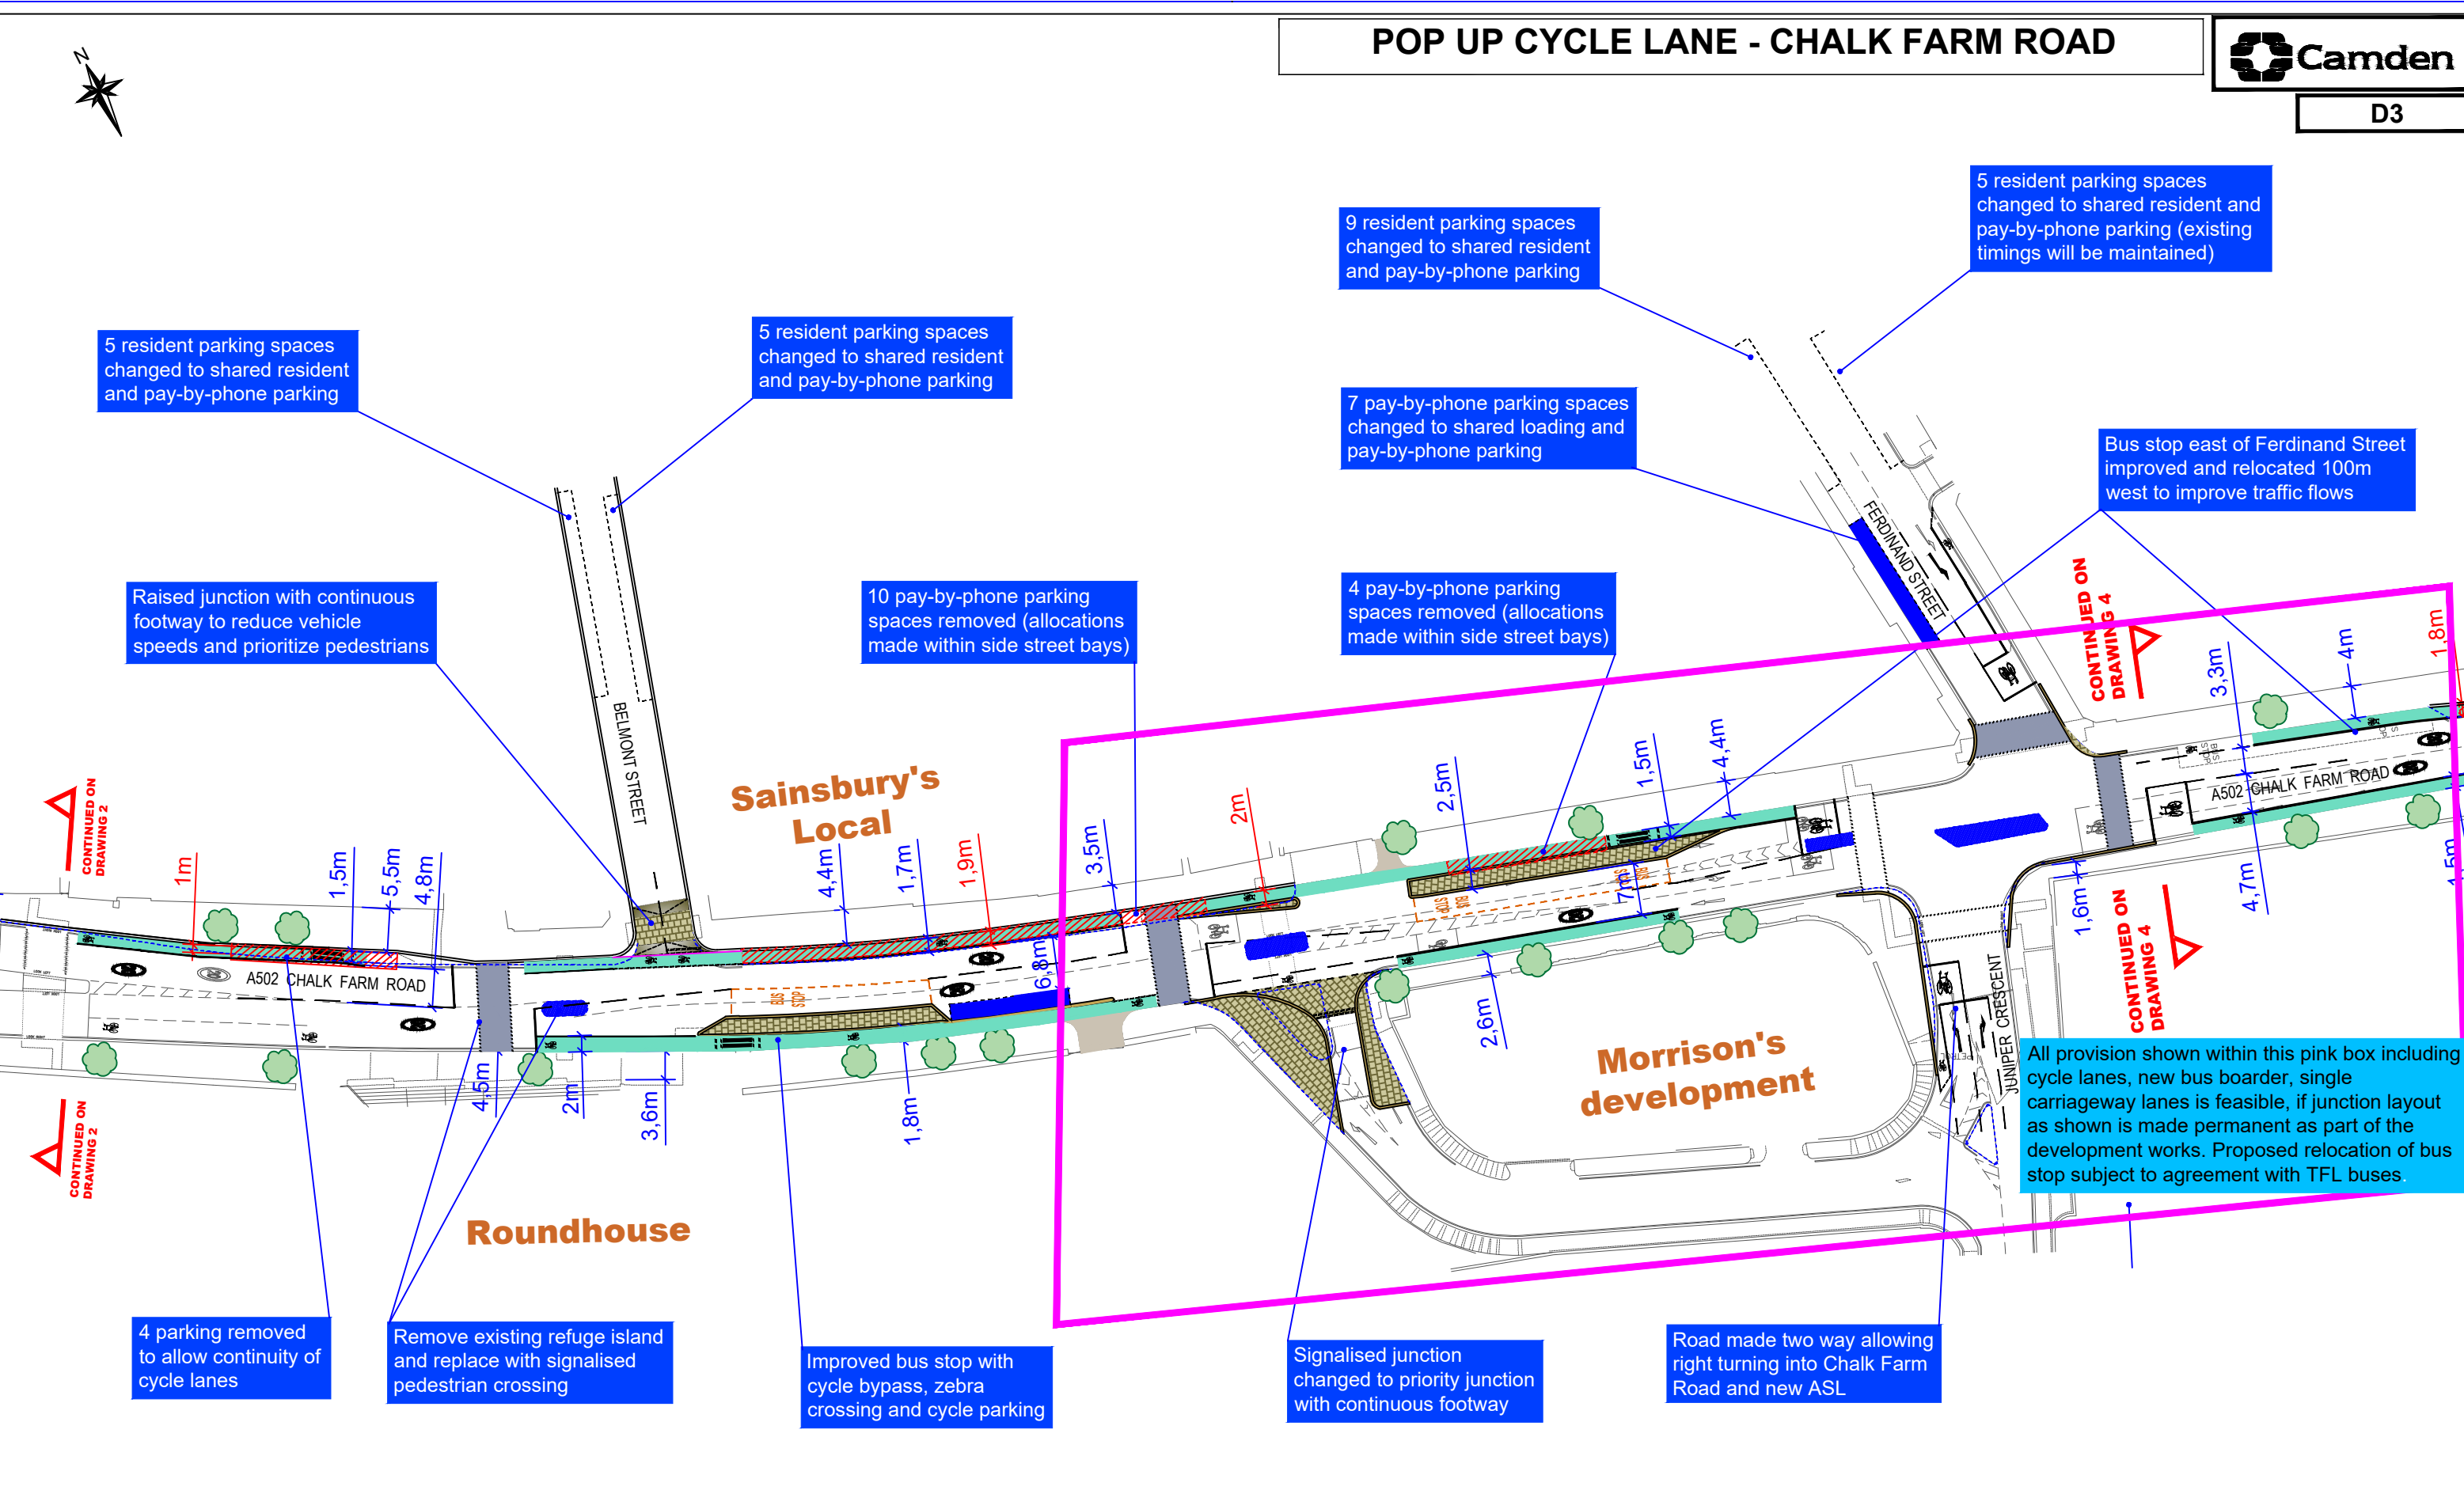 POP UP CYCLE LANE - CHALK FARM ROAD
Camden
D3
N
5 resident parking spaces
changed to shared resident and
pay-by-phone parking (existing
timings will be maintained)
9 resident parking spaces
changed to shared resident
and pay-by-phone parking
5 resident parking spaces
changed to shared resident
and pay-by-phone parking
5 resident parking spaces
changed to shared resident
and pay-by-phone parking
7 pay-by-phone parking spaces
changed to shared loading and
pay-by-phone parking
Bus stop east of Ferdinand Street
improved and relocated 100m
west to improve traffic flows
Raised junction with continuous
footway to reduce vehicle
speeds and prioritize pedestrians
10 pay-by-phone parking
spaces removed (allocations
made within side street bays)
4 pay-by-phone parking
spaces removed (allocations
made within side street bays)
FERDINAND STREET
CONTINUED ON
DRAWING 4
BELMONT STREET
Sainsbury's
Local
CONTINUED ON
DRAWING 2
1m
1,5m
5,5m
4,8m
4,4m
1,7m
1,9m
3,5m
2m
2,5m
1,5m
4,4m
3,3m
4m
1,8m
A502 CHALK FARM ROAD
A502 CHALK FARM ROAD
BUS
STOP
BUS
STOP
BUS
STOP
6,8m
7m
4,5m
2m
3,6m
1,8m
2,6m
1,6m
4,7m
1,5m
CONTINUED ON
DRAWING 4
CONTINUED ON
DRAWING 2
JUNIPER CRESCENT
PETROL
Morrison's
development
Roundhouse
All provision shown within this pink box including
cycle lanes, new bus boarder, single
carriageway lanes is feasible, if junction layout
as shown is made permanent as part of the
development works. Proposed relocation of bus
stop subject to agreement with TFL buses.
4 parking removed
to allow continuity of
cycle lanes
Remove existing refuge island
and replace with signalised
pedestrian crossing
Improved bus stop with
cycle bypass, zebra
crossing and cycle parking
Signalised junction
changed to priority junction
with continuous footway
Road made two way allowing
right turning into Chalk Farm
Road and new ASL